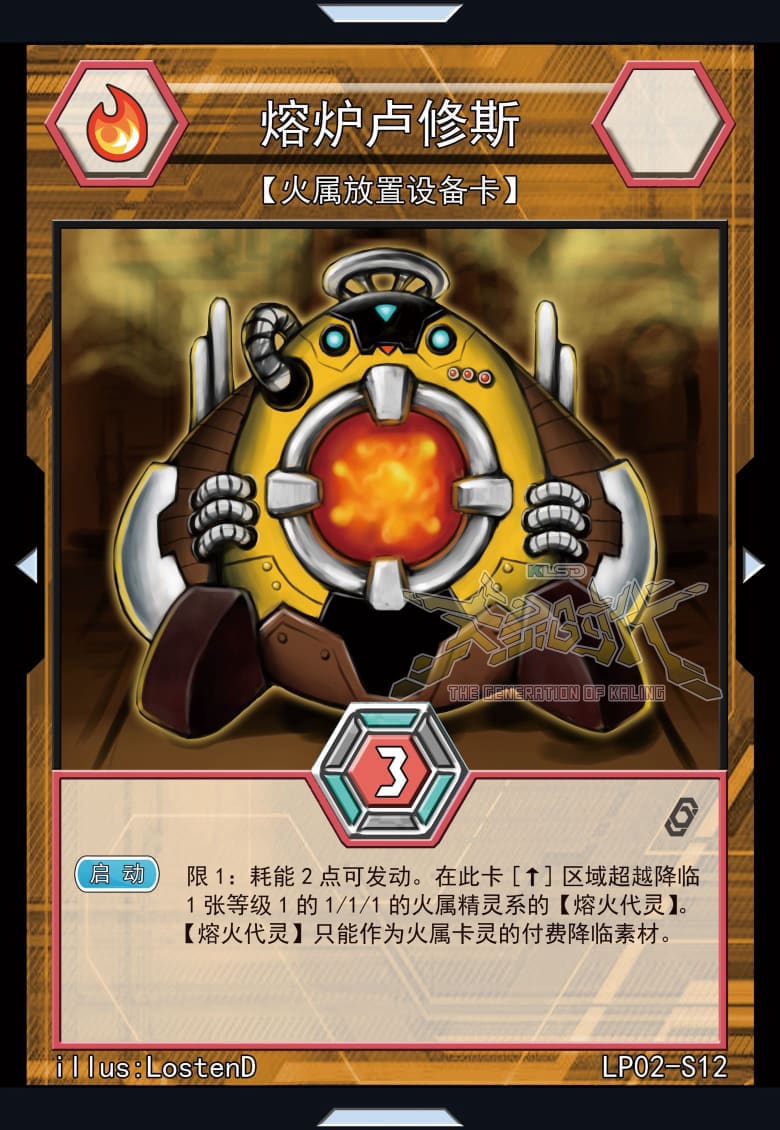 熔炉卢修斯
【火属放置设备卡】
KLSD
THE GENERATION OF KALING
3
启动
限1：耗能2点可发动。在此卡［↑］区域超越降临
1张等级1的1/1/1的火属精灵系的【熔火代灵】。
【熔火代灵】只能作为火属卡灵的付费降临素材。
illus:LostenD
LP02-S12